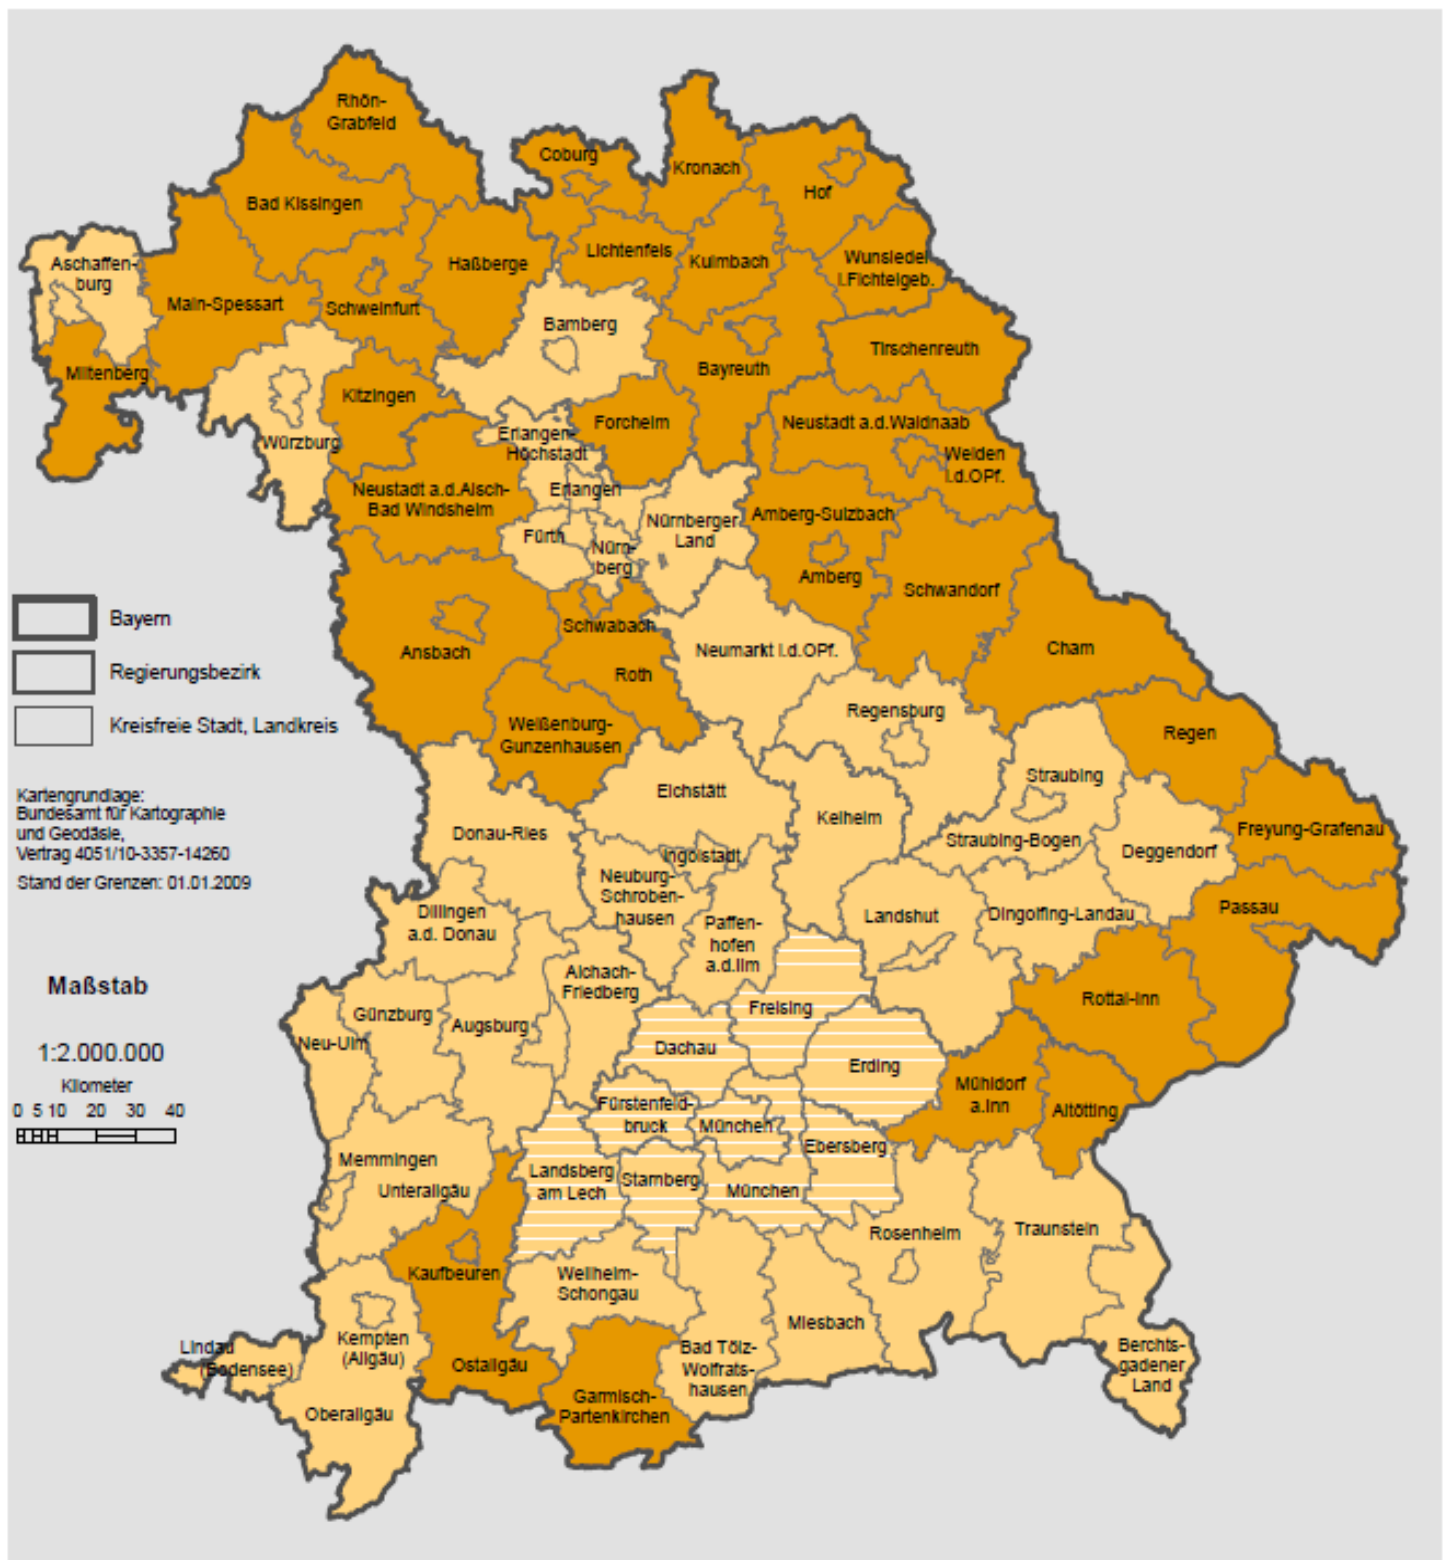 Rhön-
Grabfeld
Coburg
Kronach
Hof
Bad Kissingen
Aschaffen-
burg
Haßberge
Lichtenfels
Kulmbach
Wunsiedel
i.Fichtelgeb.
Main-Spessart
Schweinfurt
Bamberg
Tirschenreuth
Miltenberg
Bayreuth
Kitzingen
Forcheim
Neustadt a.d.Waldnaab
Würzburg
Erlangen-
Höchstadt
Weiden
i.d.OPf.
Neustadt a.d.Aisch-
Bad Windsheim
Erlangen
Nürnberger
Land
Amberg-Sulzbach
Fürth
Nürn-
berg
Amberg
Schwandorf
Bayern
Schwabach
Ansbach
Neumarkt i.d.OPf.
Cham
Regierungsbezirk
Roth
Kreisfreie Stadt, Landkreis
Weißenburg-
Gunzenhausen
Regensburg
Regen
Straubing
Kartengrundlage:
Bundesamt für Kartographie
und Geodäsie,
Vertrag 4051/10-3357-14260
Stand der Grenzen: 01.01.2009
Eichstätt
Kelheim
Donau-Ries
Straubing-Bogen
Deggendorf
Freyung-Grafenau
Ingolstadt
Neuburg-
Schroben-
hausen
Dillingen
a.d. Donau
Paffen-
hofen
a.d.Ilm
Landshut
Dingolfing-Landau
Passau
Maßstab
1:2.000.000
Kilometer
0 5 10 20 30 40
Aichach-
Friedberg
Rottal-Inn
Günzburg
Augsburg
Freising
Neu-Ulm
Dachau
Erding
Mühldorf
a.Inn
Altötting
Fürstenfeld-
bruck
München
Ebersberg
Memmingen
Unterallgäu
Landsberg
am Lech
Starnberg
München
Rosenheim
Traunstein
Kaufbeuren
Weilheim-
Schongau
Miesbach
Lindau
(Bodensee)
Kempten
(Allgäu)
Ostallgäu
Bad Tölz-
Wolfrats-
hausen
Berchts-
gadener
Land
Oberallgäu
Garmisch-
Partenkirchen